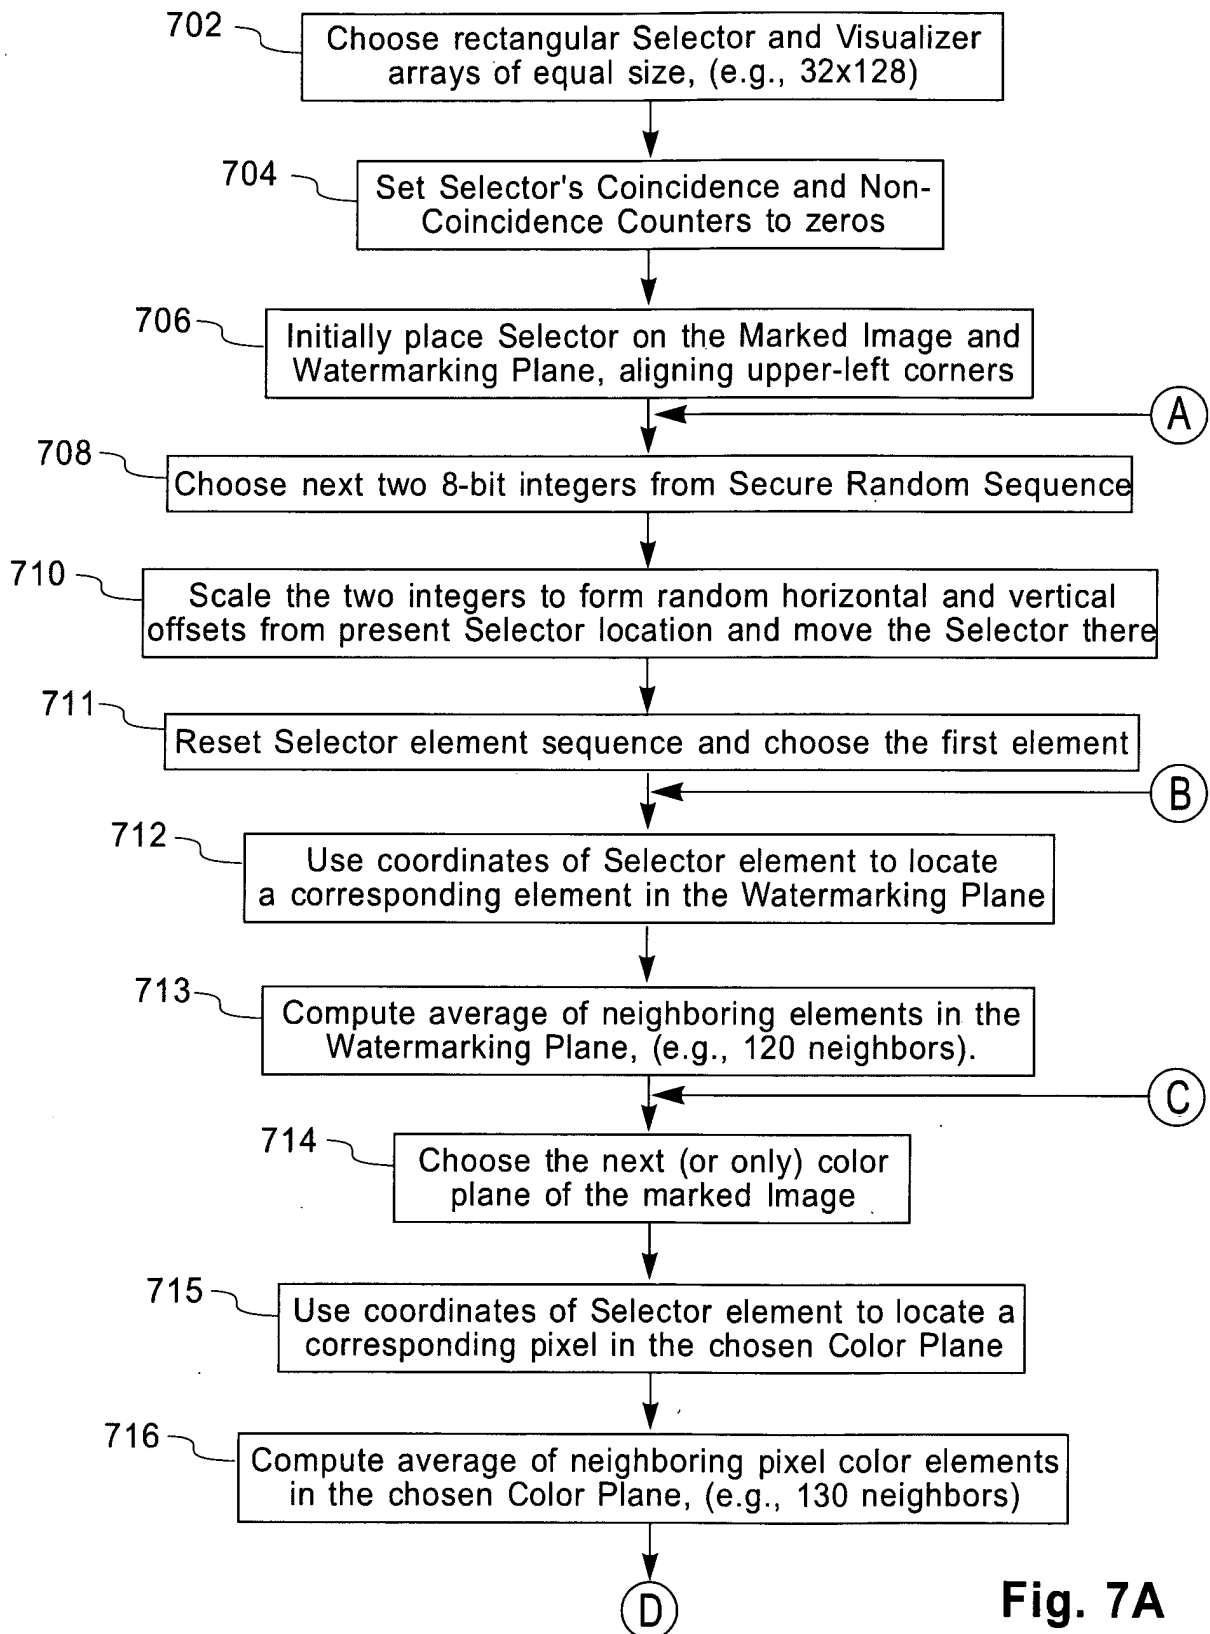 702
Choose rectangular Selector and Visualizer
arrays of equal size, (e.g., 32x128)
704
Set Selector's Coincidence and Non-
Coincidence Counters to zeros
706
Initially place Selector on the Marked Image and
Watermarking Plane, aligning upper-left corners
A
708
Choose next two 8-bit integers from Secure Random Sequence
710
Scale the two integers to form random horizontal and vertical
offsets from present Selector location and move the Selector there
711
Reset Selector element sequence and choose the first element
B
712
Use coordinates of Selector element to locate
a corresponding element in the Watermarking Plane
713
Compute average of neighboring elements in the
Watermarking Plane, (e.g., 120 neighbors).
C
714
Choose the next (or only) color
plane of the marked Image
715
Use coordinates of Selector element to locate a
corresponding pixel in the chosen Color Plane
716
Compute average of neighboring pixel color elements
in the chosen Color Plane, (e.g., 130 neighbors)
D
Fig. 7A